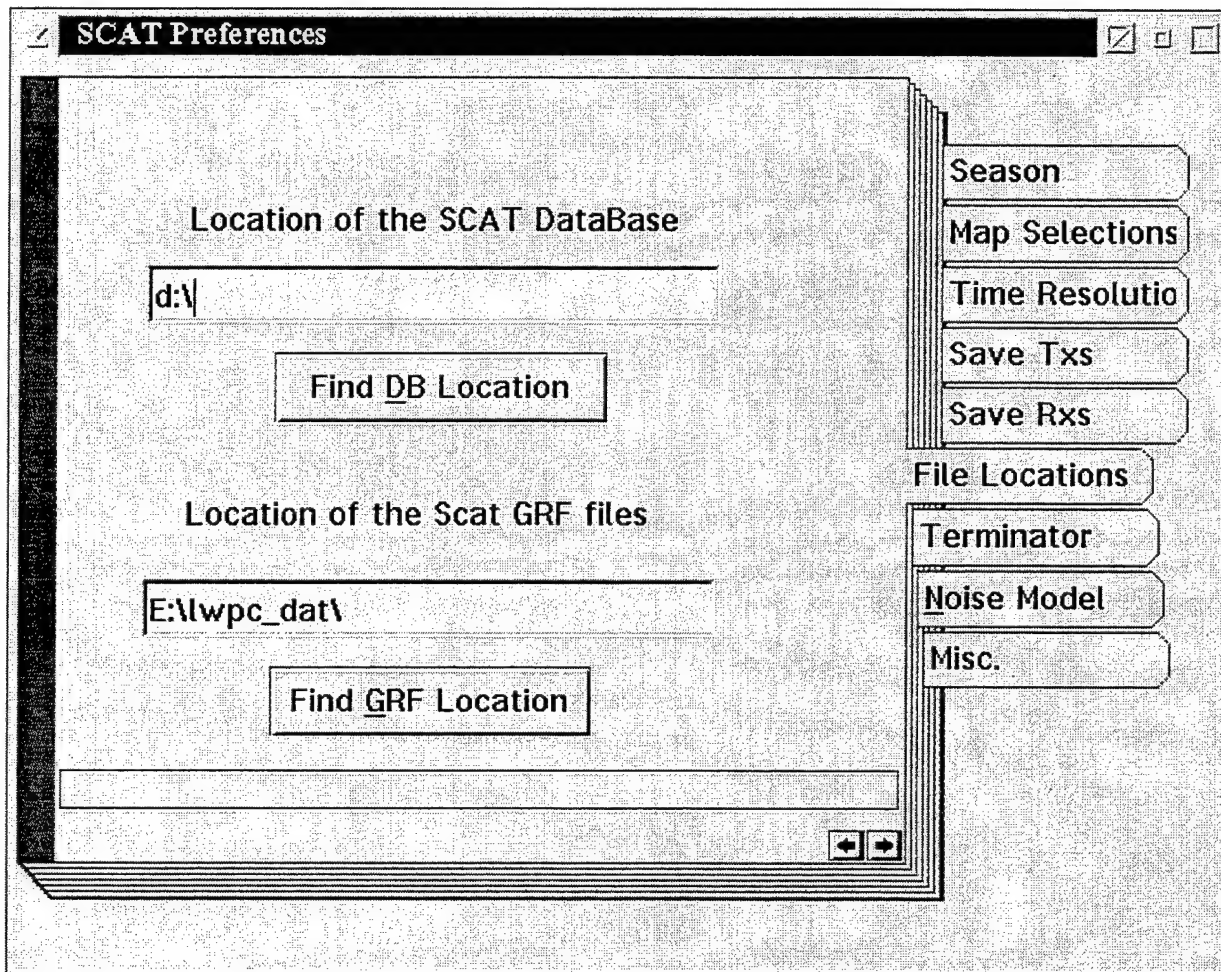 SCAT Preferences
Location of the SCAT DataBase
d:\
Find DB Location
Location of the Scat GRF files
E:\lwpc_dat\
Find GRF Location
Season
Map Selections
Time Resolutio
Save Txs
Save Rxs
File Locations
Terminator
Noise Model
Misc.